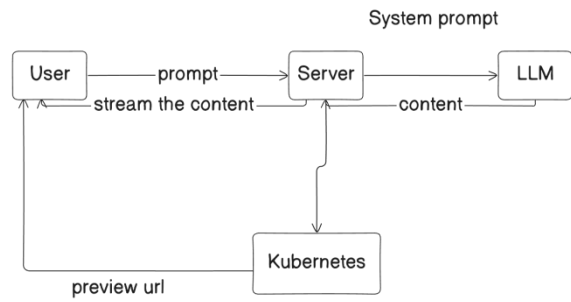 System prompt
User
prompt
Server
LLM
stream the content
content
Kubernetes
preview url